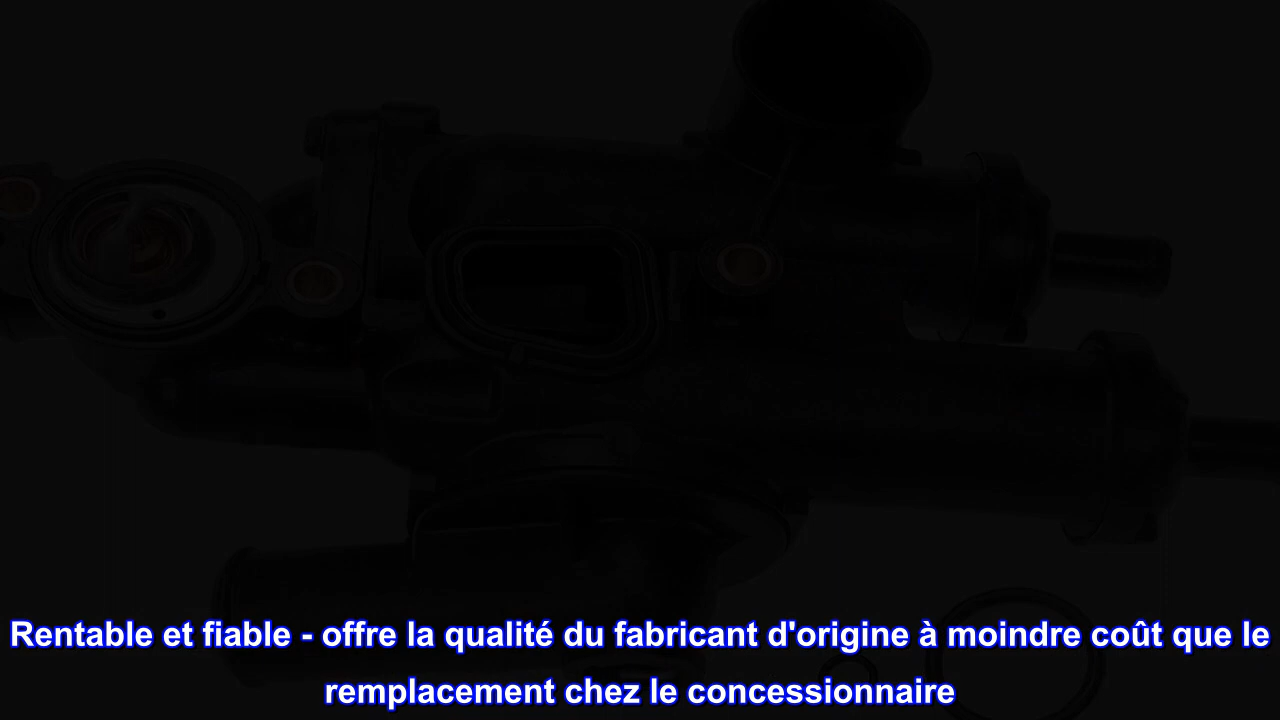 Rentable et fiable - offre la qualité du fabricant d'origine à moindre coût que le
remplacement chez le concessionnaire